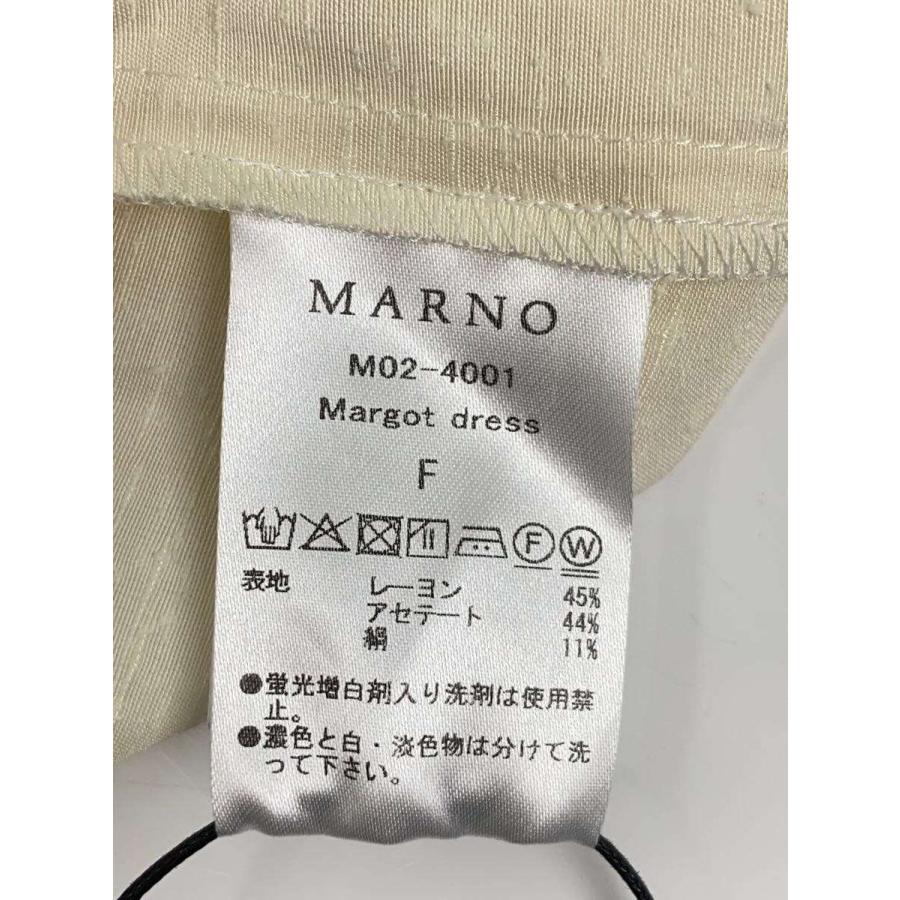 MARNO
M02-4001
Margot dress
F
F W
表地 レーヨン 45%
アセテート 44%
絹 11%
●蛍光増白剤入り洗剤は使用禁
止。
●濃色と白・淡色物は分けて洗
って下さい。